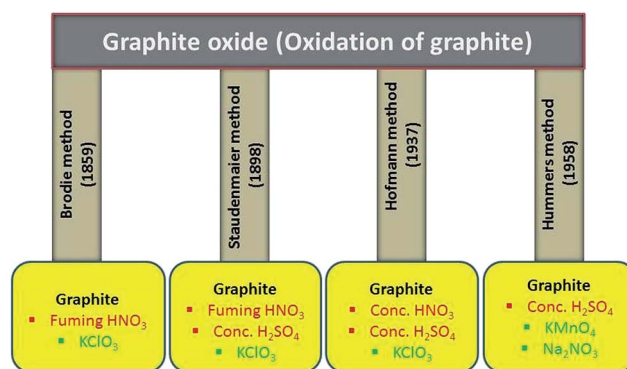 Graphite oxide (Oxidation of graphite)
Brodie method
(1859)
Staudenmaier method
(1898)
Hofmann method
(1937)
Hummers method
(1958)
Graphite
▪ Fuming HNO₃
▪ KClO₃
Graphite
▪ Fuming HNO₃
▪ Conc. H₂SO₄
▪ KClO₃
Graphite
▪ Conc. HNO₃
▪ Conc. H₂SO₄
▪ KClO₃
Graphite
▪ Conc. H₂SO₄
▪ KMnO₄
▪ Na₂NO₃